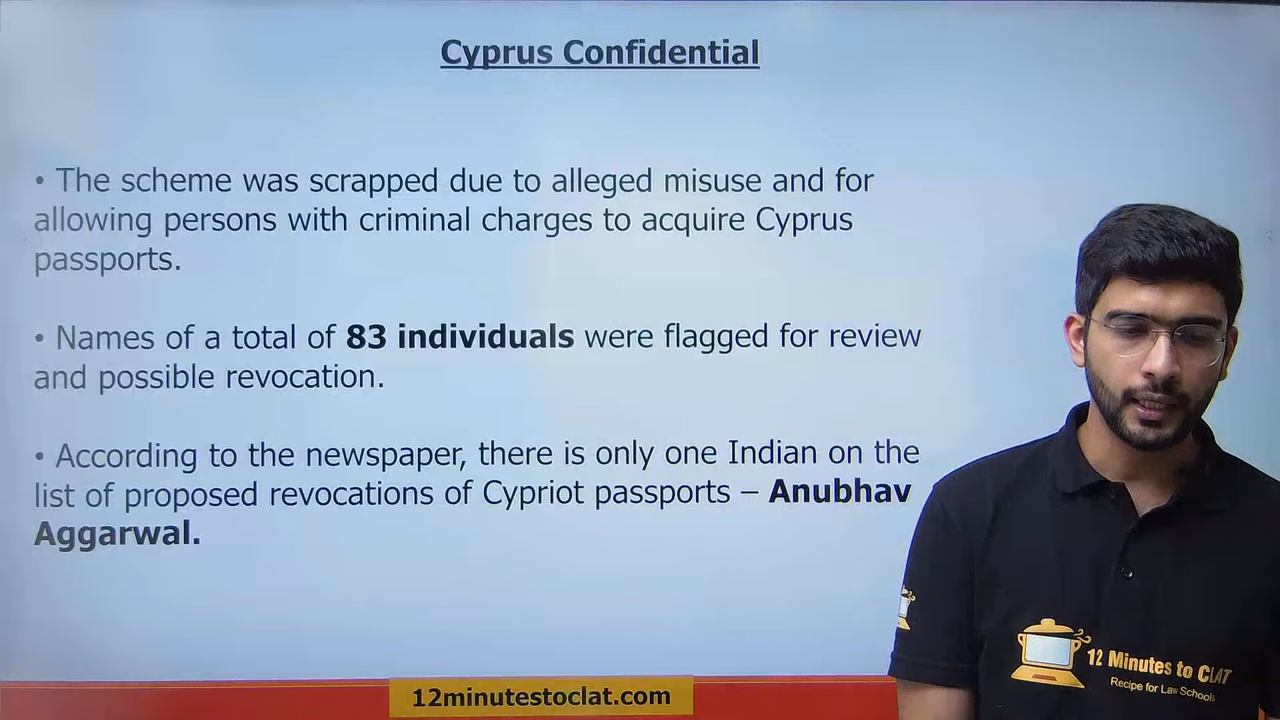 Cyprus Confidential
• The scheme was scrapped due to alleged misuse and for
allowing persons with criminal charges to acquire Cyprus
passports.
• Names of a total of 83 individuals were flagged for review
and possible revocation.
• According to the newspaper, there is only one Indian on the
list of proposed revocations of Cypriot passports – Anubhav
Aggarwal.
12 Minutes to CLAT
Recipe for Law Schools
12minutestoclat.com